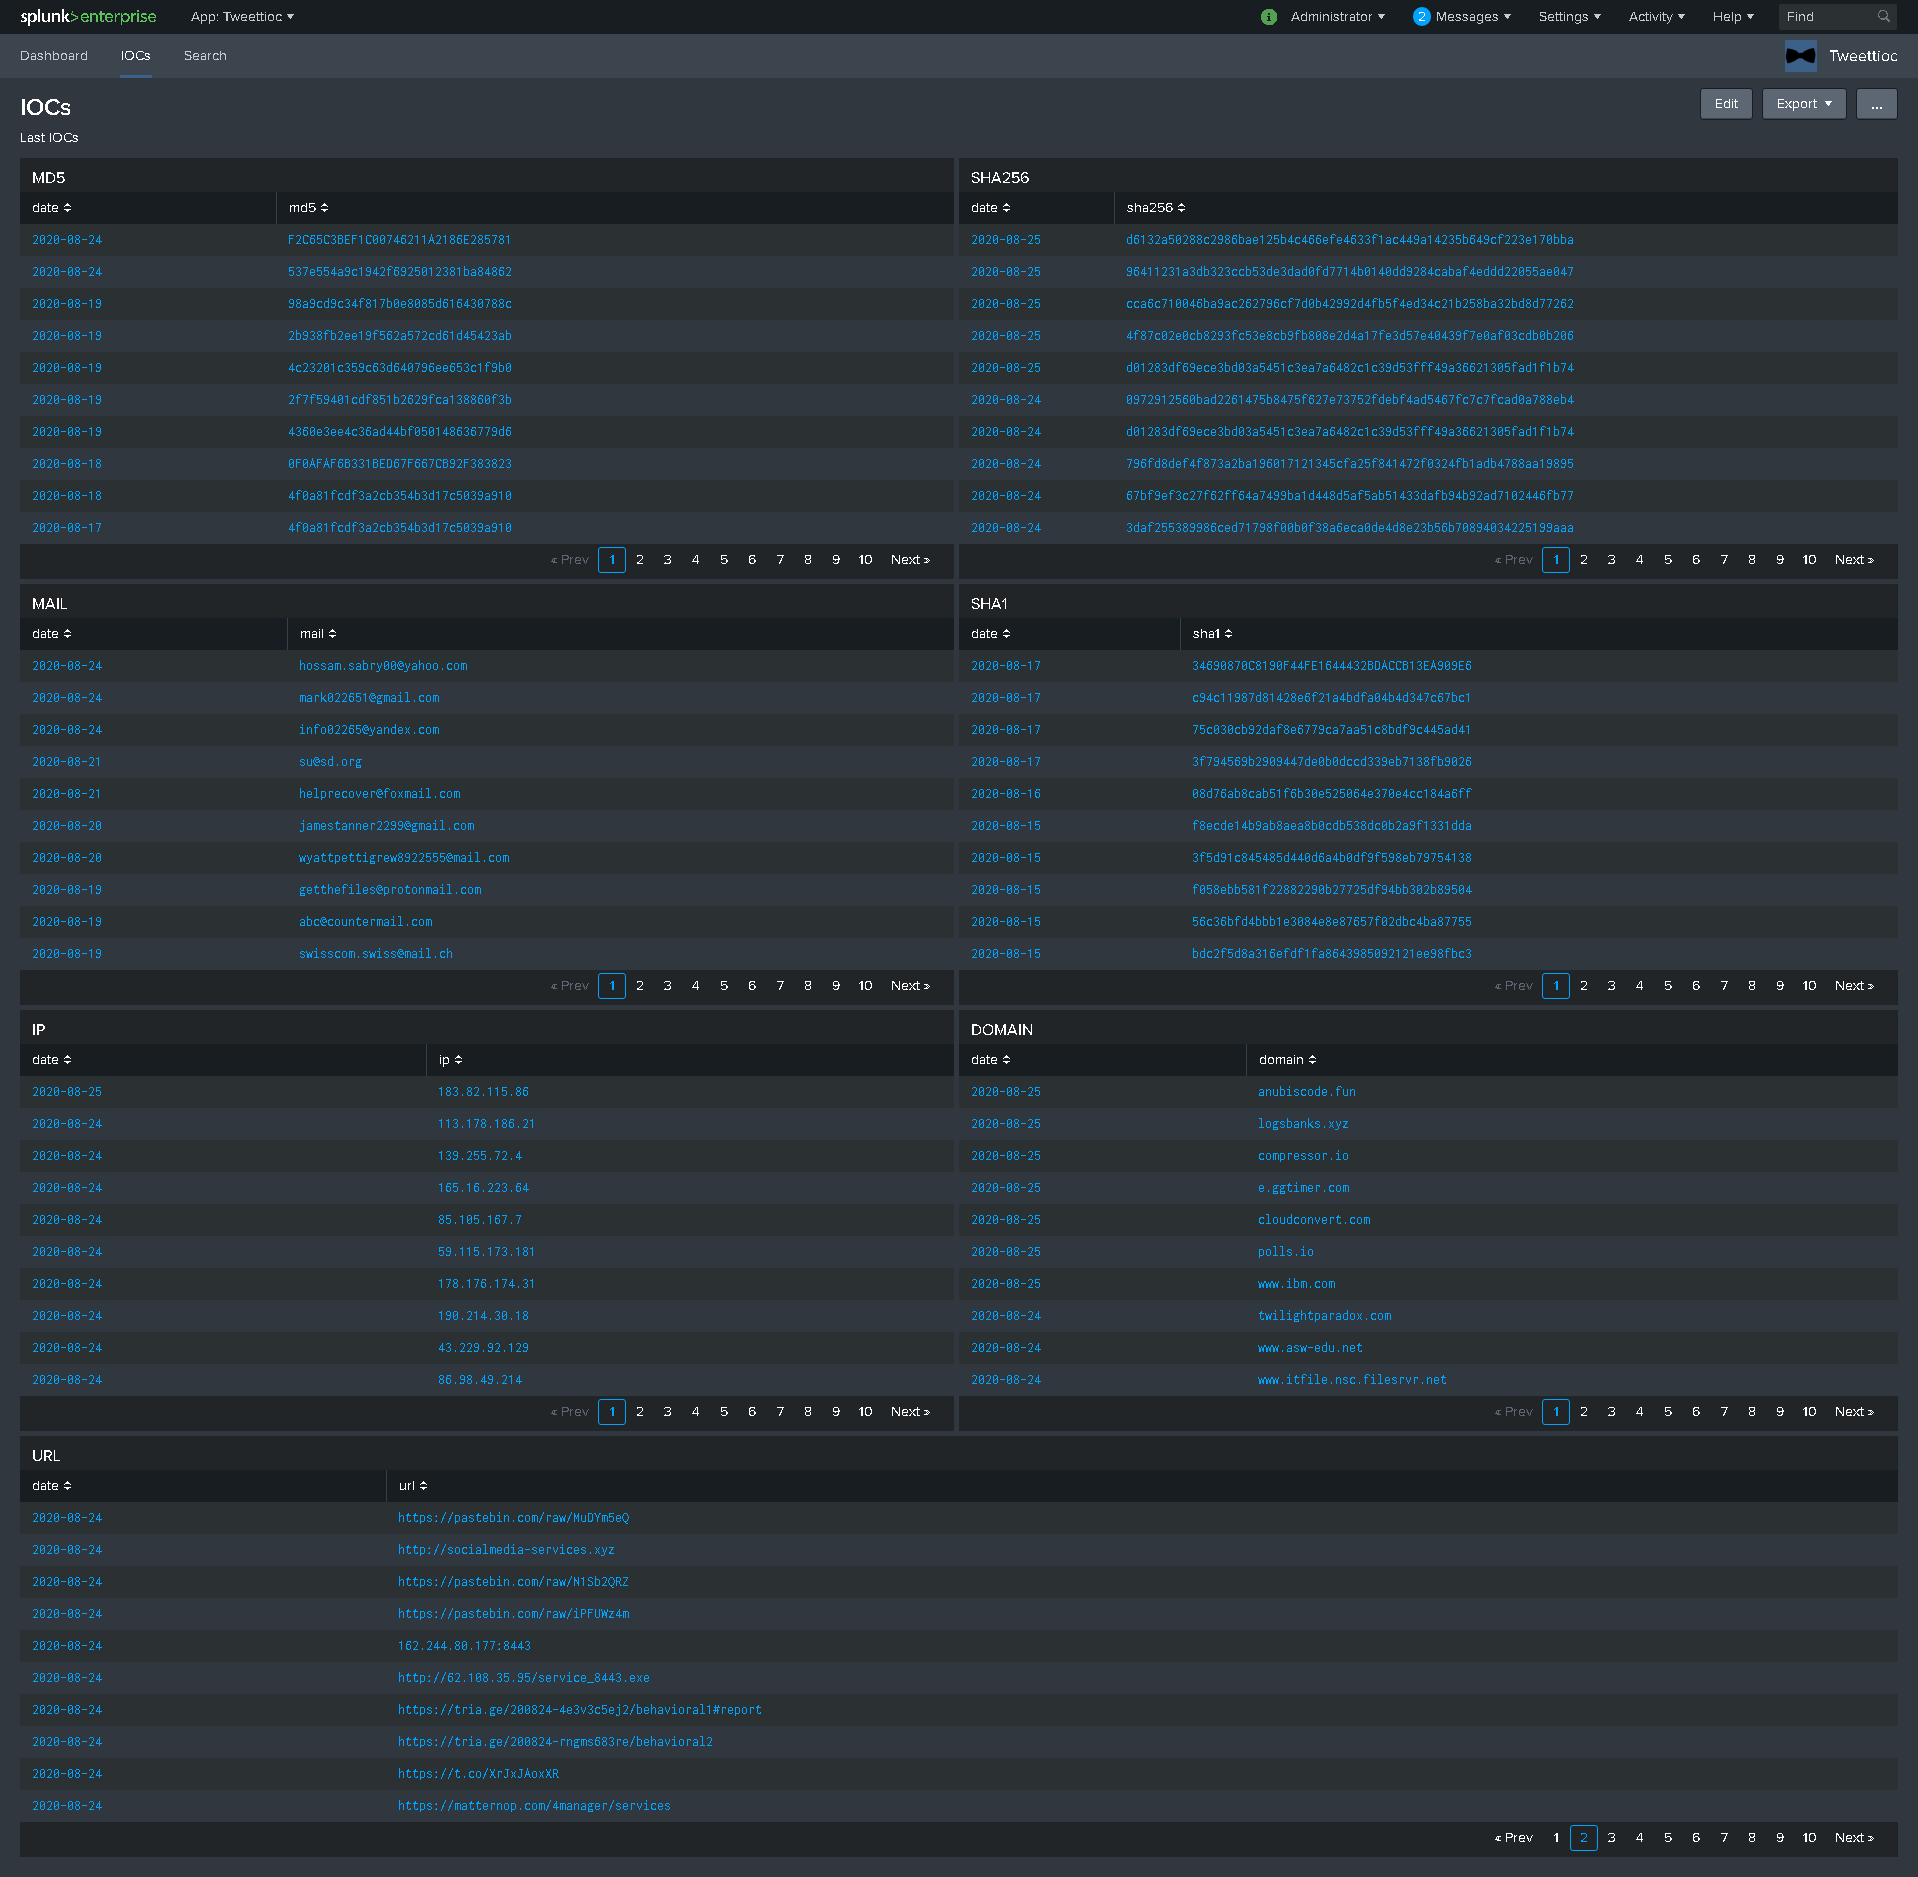 splunk>enterprise App: Tweettioc Administrator 2 Messages Settings Activity Help Find
Dashboard IOCs Search Tweettioc
IOCs Edit Export ...
Last IOCs
MD5
date md5
2020-08-24 F2C65C3BEF1C00746211A2186E285781
2020-08-24 537e554a9c1942f6925012381ba84862
2020-08-19 98a9cd9c34f817b0e8085d616430788c
2020-08-19 2b938fb2ee19f562a572cd61d45423ab
2020-08-19 4c23201c359c63d640796ee653c1f9b0
2020-08-19 2f7f59401cdf851b2629fca138860f3b
2020-08-19 4360e3ee4c36ad44bf050148636779d6
2020-08-18 0F0AFAF6B331BED67F667CB92F383823
2020-08-18 4f0a81fcdf3a2cb354b3d17c5039a910
2020-08-17 4f0a81fcdf3a2cb354b3d17c5039a910
« Prev 1 2 3 4 5 6 7 8 9 10 Next »
SHA256
date sha256
2020-08-25 d6132a50288c2986bae125b4c466efe4633f1ac449a14235b649cf223e170bba
2020-08-25 96411231a3db323ccb53de3dad0fd7714b0140dd9284cabaf4eddd22055ae047
2020-08-25 cca6c710046ba9ac262796cf7d0b42992d4fb5f4ed34c21b258ba32bd8d77262
2020-08-25 4f87c02e0cb8293fc53e8cb9fb808e2d4a17fe3d57e40439f7e0af03cdb0b206
2020-08-25 d01283df69ece3bd03a5451c3ea7a6482c1c39d53fff49a36621305fad1f1b74
2020-08-24 0972912560bad2261475b8475f627e73752fdebf4ad5467fc7c7fcad0a788eb4
2020-08-24 d01283df69ece3bd03a5451c3ea7a6482c1c39d53fff49a36621305fad1f1b74
2020-08-24 796fd8def4f873a2ba196017121345cfa25f841472f0324fb1adb4788aa19895
2020-08-24 67bf9ef3c27f62ff64a7499ba1d448d5af5ab51433dafb94b92ad7102446fb77
2020-08-24 3daf255389986ced71798f00b0f38a6eca0de4d8e23b56b70894034225199aaa
« Prev 1 2 3 4 5 6 7 8 9 10 Next »
MAIL
date mail
2020-08-24 hossam.sabry00@yahoo.com
2020-08-24 mark022651@gmail.com
2020-08-24 info02265@yandex.com
2020-08-21 su@sd.org
2020-08-21 helprecover@foxmail.com
2020-08-20 jamestanner2299@gmail.com
2020-08-20 wyattpettigrew8922555@mail.com
2020-08-19 getthefiles@protonmail.com
2020-08-19 abc@countermail.com
2020-08-19 swisscom.swiss@mail.ch
« Prev 1 2 3 4 5 6 7 8 9 10 Next »
SHA1
date sha1
2020-08-17 34690870C8190F44FE1644432BDACCB13EA909E6
2020-08-17 c94c11987d81428e6f21a4bdfa04b4d347c67bc1
2020-08-17 75c030cb92daf8e6779ca7aa51c8bdf9c445ad41
2020-08-17 3f794569b2909447de0b0dccd339eb7138fb9026
2020-08-16 08d76ab8cab51f6b30e525064e370e4cc184a6ff
2020-08-15 f8ecde14b9ab8aea8b0cdb538dc0b2a9f1331dda
2020-08-15 3f5d91c845485d440d6a4b0df9f598eb79754138
2020-08-15 f058ebb581f22882290b27725df94bb302b89504
2020-08-15 56c36bfd4bbb1e3084e8e87657f02dbc4ba87755
2020-08-15 bdc2f5d8a316efdf1fa8643985092121ee98fbc3
« Prev 1 2 3 4 5 6 7 8 9 10 Next »
IP
date ip
2020-08-25 183.82.115.86
2020-08-24 113.178.186.21
2020-08-24 139.255.72.4
2020-08-24 165.16.223.64
2020-08-24 85.105.167.7
2020-08-24 59.115.173.181
2020-08-24 178.176.174.31
2020-08-24 190.214.30.18
2020-08-24 43.229.92.129
2020-08-24 86.98.49.214
« Prev 1 2 3 4 5 6 7 8 9 10 Next »
DOMAIN
date domain
2020-08-25 anubiscode.fun
2020-08-25 logsbanks.xyz
2020-08-25 compressor.io
2020-08-25 e.ggtimer.com
2020-08-25 cloudconvert.com
2020-08-25 polls.io
2020-08-25 www.ibm.com
2020-08-24 twilightparadox.com
2020-08-24 www.asw-edu.net
2020-08-24 www.itfile.nsc.filesrvr.net
« Prev 1 2 3 4 5 6 7 8 9 10 Next »
URL
date url
2020-08-24 https://pastebin.com/raw/MuDYm5eQ
2020-08-24 http://socialmedia-services.xyz
2020-08-24 https://pastebin.com/raw/N1Sb2QRZ
2020-08-24 https://pastebin.com/raw/iPFUWz4m
2020-08-24 162.244.80.177:8443
2020-08-24 http://62.108.35.95/service_8443.exe
2020-08-24 https://tria.ge/200824-4e3v3c5ej2/behavioral1#report
2020-08-24 https://tria.ge/200824-rngms683re/behavioral2
2020-08-24 https://t.co/XrJxJAoxXR
2020-08-24 https://matternop.com/4manager/services
« Prev 1 2 3 4 5 6 7 8 9 10 Next »